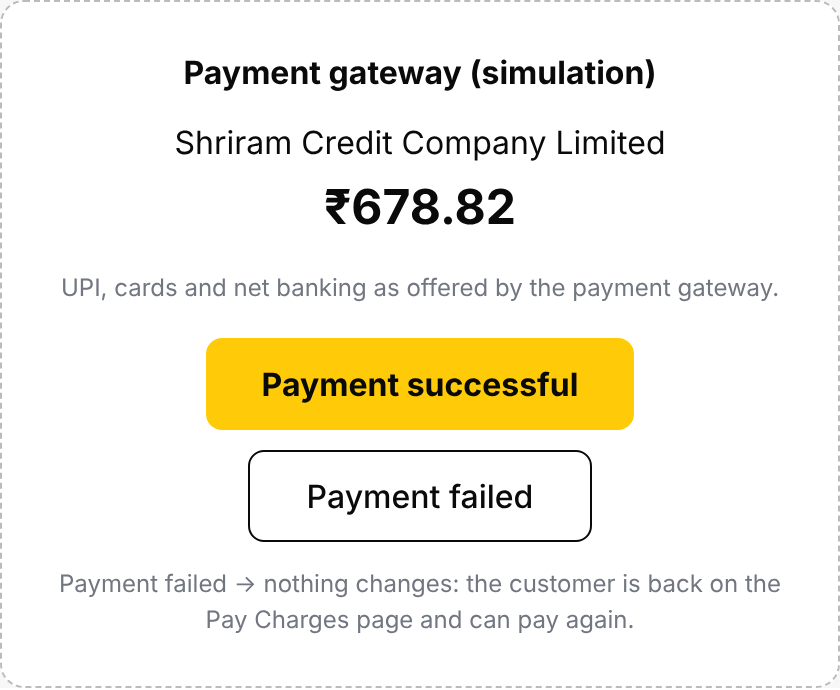 Payment gateway (simulation)
Shriram Credit Company Limited
₹678.82
UPI, cards and net banking as offered by the payment gateway.
Payment successful
Payment failed
Payment failed → nothing changes: the customer is back on the
Pay Charges page and can pay again.